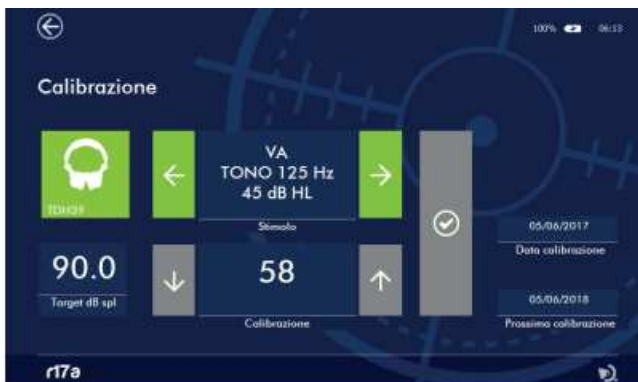 100% 06:13
Calibrazione
VA
TONO 125 Hz
45 dB HL
TDH39
Stimolo
05/06/2017
Data calibrazione
90.0
Target dB spl
58
Calibrazione
05/06/2018
Prossima calibrazione
r17a